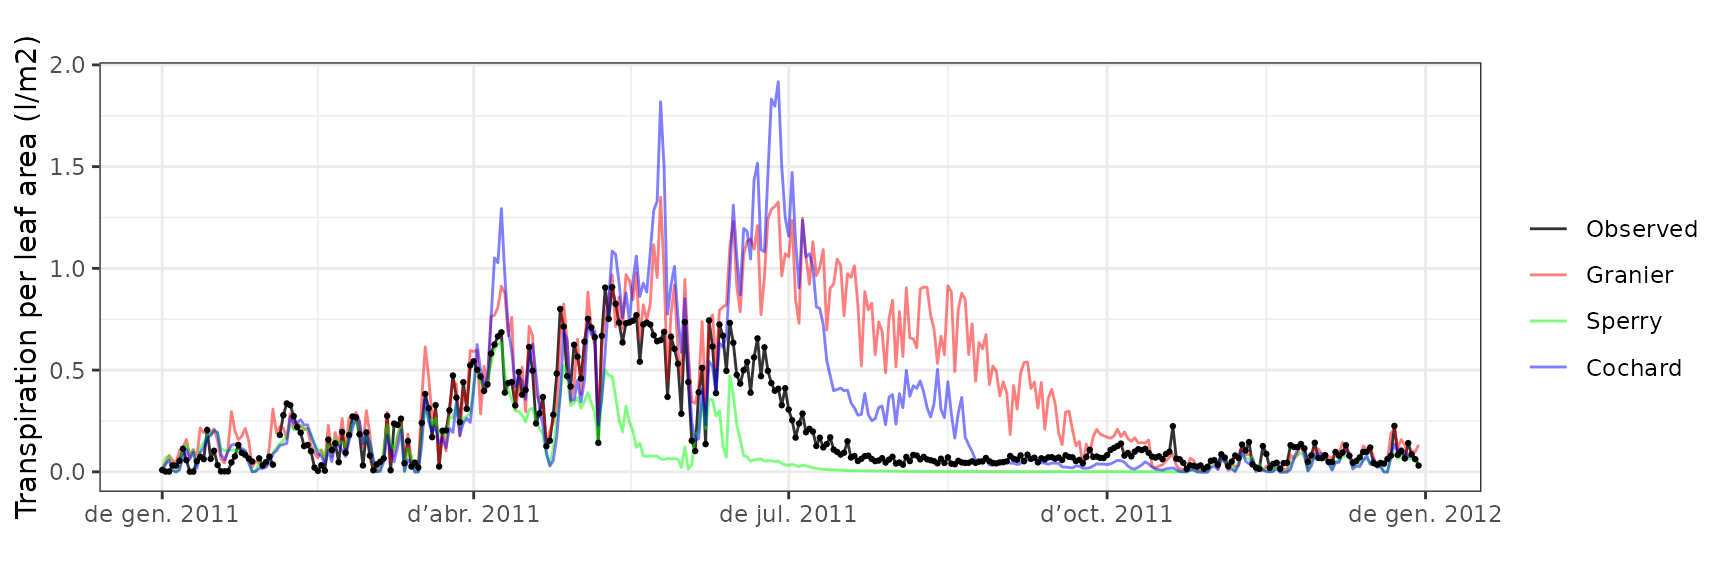 Transpiration per leaf area (l/m2)
2.0
1.5
1.0
0.5
0.0
de gen. 2011
d’abr. 2011
de jul. 2011
d’oct. 2011
de gen. 2012
Observed
Granier
Sperry
Cochard